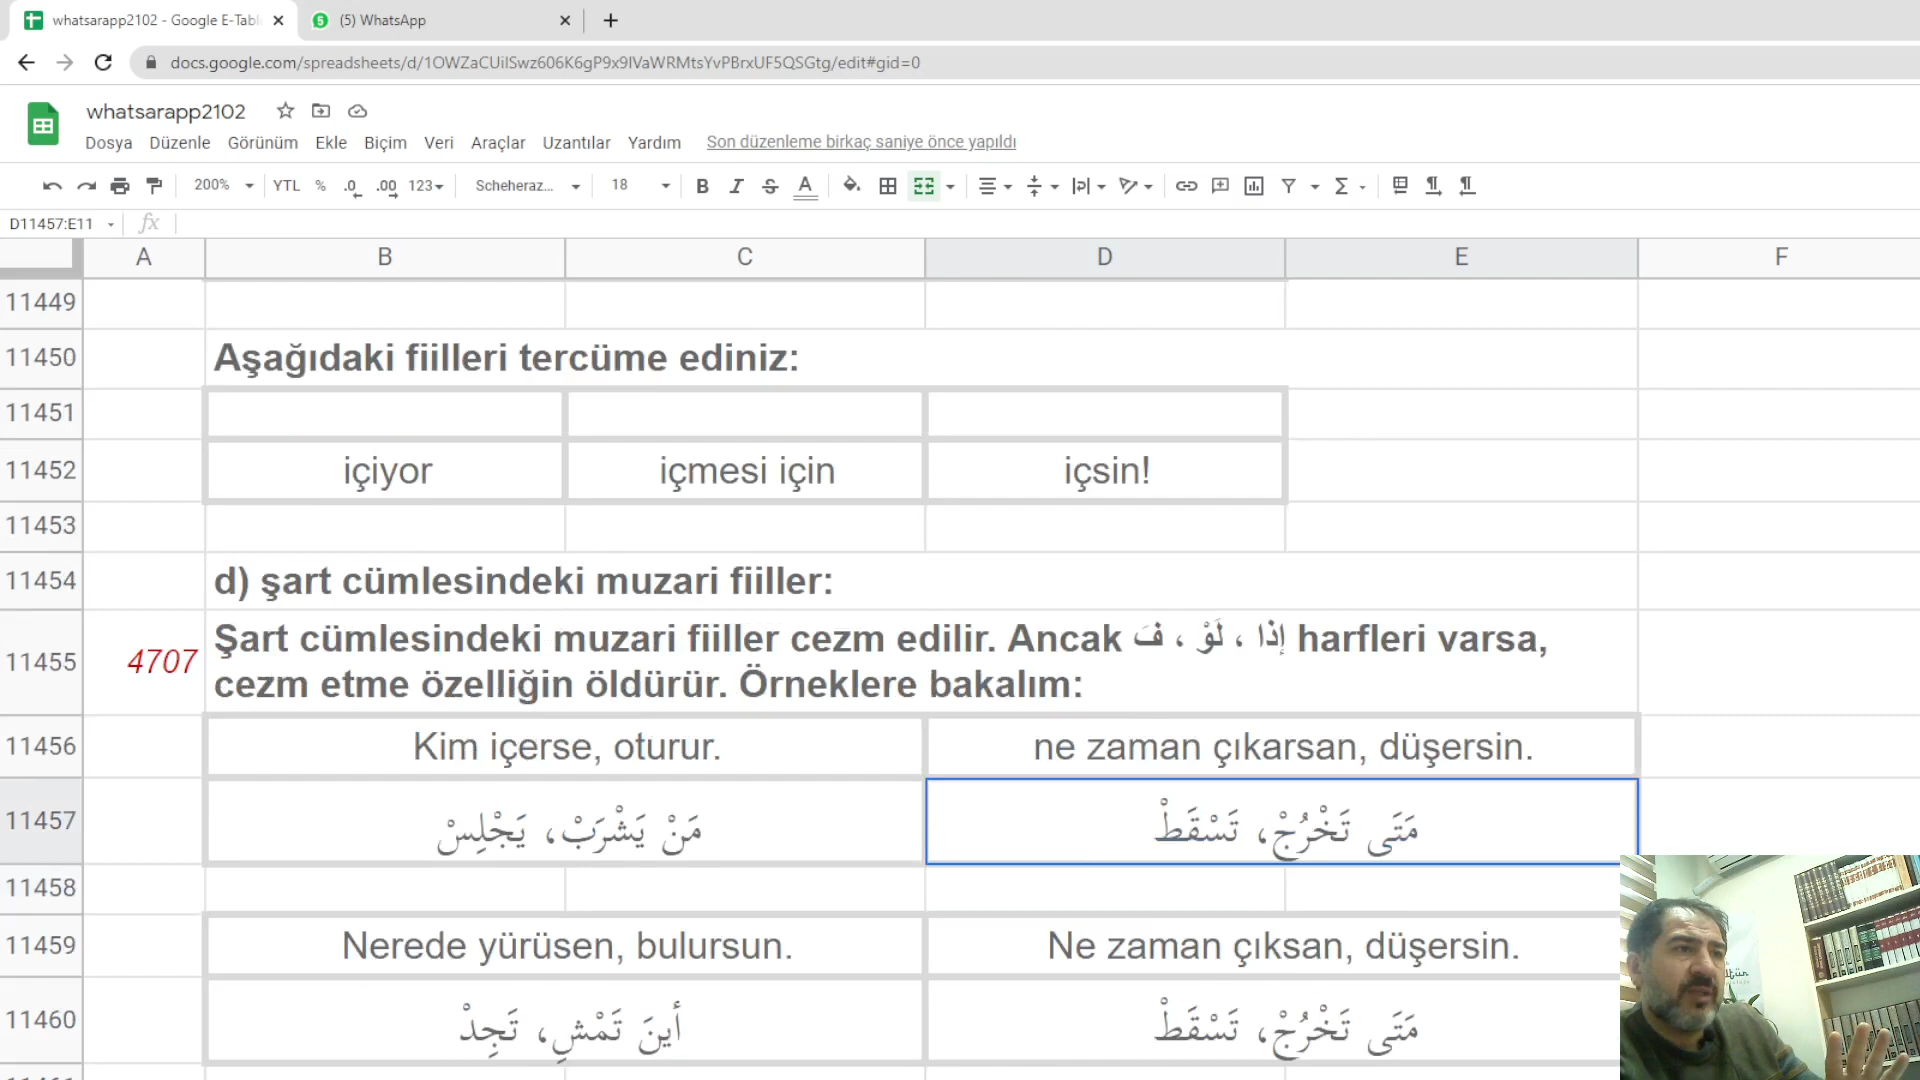 whatsarapp2102 - Google E-Tabl
5 (5) WhatsApp
docs.google.com/spreadsheets/d/1OWZaCUilSwz606K6gP9x9lVaWRMtsYvPBrxUF5QSGtg/edit#gid=0
whatsarapp2102
Dosya Düzenle Görünüm Ekle Biçim Veri Araçlar Uzantılar Yardım Son düzenleme birkaç saniye önce yapıldı
200% YTL % .0 .00 123 Scheheraz... 18 B I S A Σ
D11457:E11 fx
A B C D E F
11449
11450 Aşağıdaki fiilleri tercüme ediniz:
11451
11452 içiyor içmesi için içsin!
11453
11454 d) şart cümlesindeki muzari fiiller:
11455 4707 Şart cümlesindeki muzari fiiller cezm edilir. Ancak إذا ، لَوْ ، فَ harfleri varsa,
cezm etme özelliğin öldürür. Örneklere bakalım:
11456 Kim içerse, oturur. ne zaman çıkarsan, düşersin.
11457 مَنْ يَشْرَبْ، يَجْلِسْ مَتَى تَخْرُجْ، تَسْقَطْ
11458
11459 Nerede yürüsen, bulursun. Ne zaman çıksan, düşersin.
11460 أينَ تَمْشِ، تَجِدْ مَتَى تَخْرُجْ، تَسْقَطْ